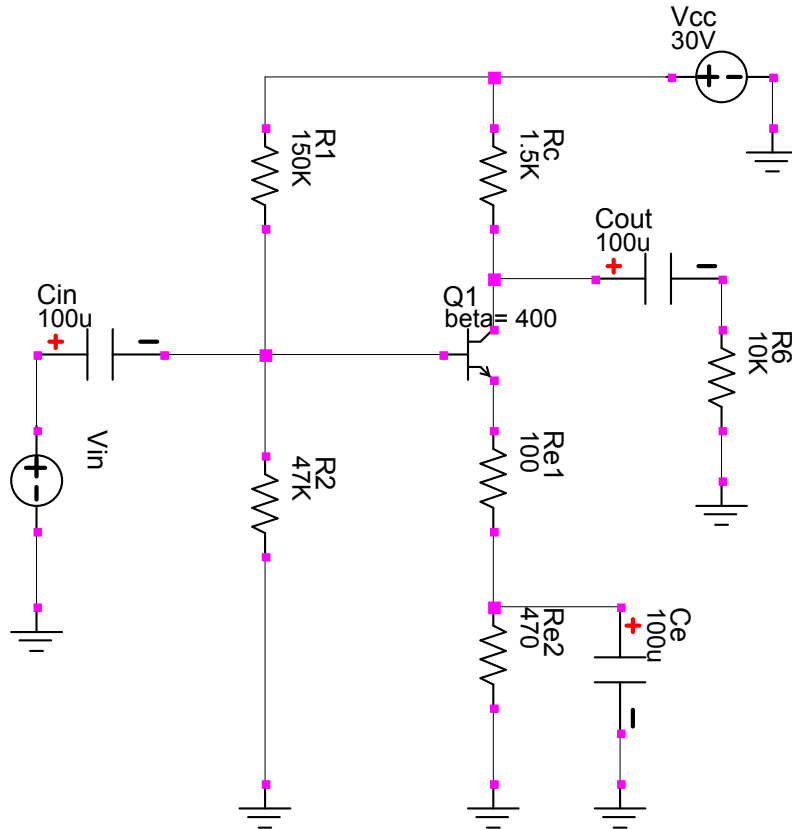 Vcc
30V
R1
150K
Rc
1.5K
Cout
100u
Cin
100u
Q1
beta= 400
R6
10K
Vin
R2
47K
Re1
100
Re2
470
Ce
100u